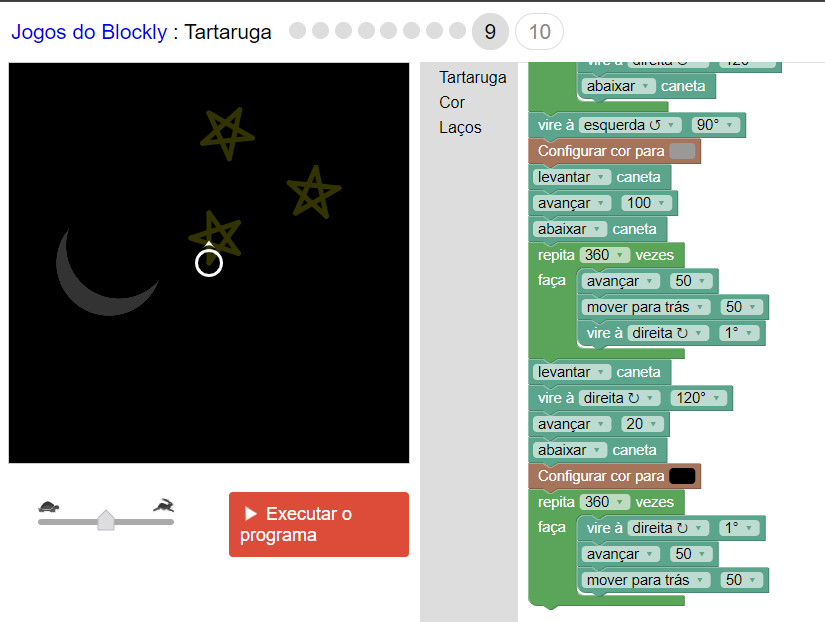 Jogos do Blockly : Tartaruga 9 10
Tartaruga
Cor
Laços
vire à direita ↻ 120°
abaixar caneta
vire à esquerda ↺ 90°
Configurar cor para
levantar caneta
avançar 100
abaixar caneta
repita 360 vezes
faça avançar 50
mover para trás 50
vire à direita ↻ 1°
levantar caneta
vire à direita ↻ 120°
avançar 20
abaixar caneta
Configurar cor para
repita 360 vezes
faça vire à direita ↻ 1°
avançar 50
mover para trás 50
Executar o
programa